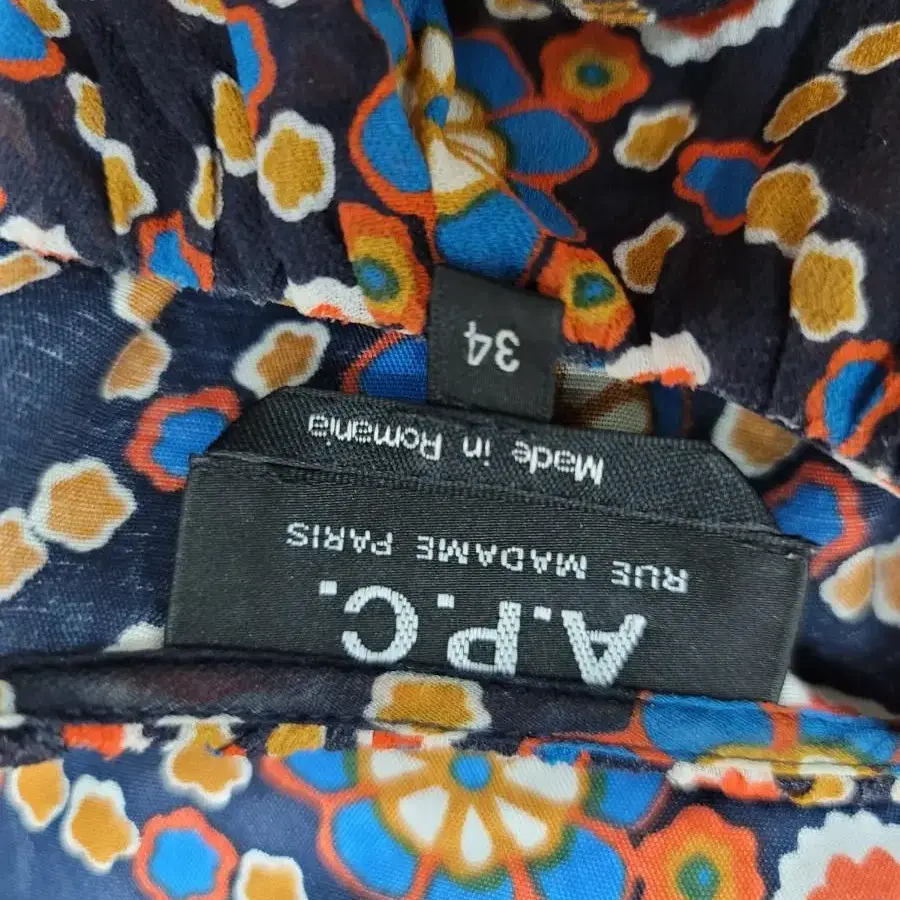 A.P.C.
RUE MADAME PARIS
Made in Romania
34